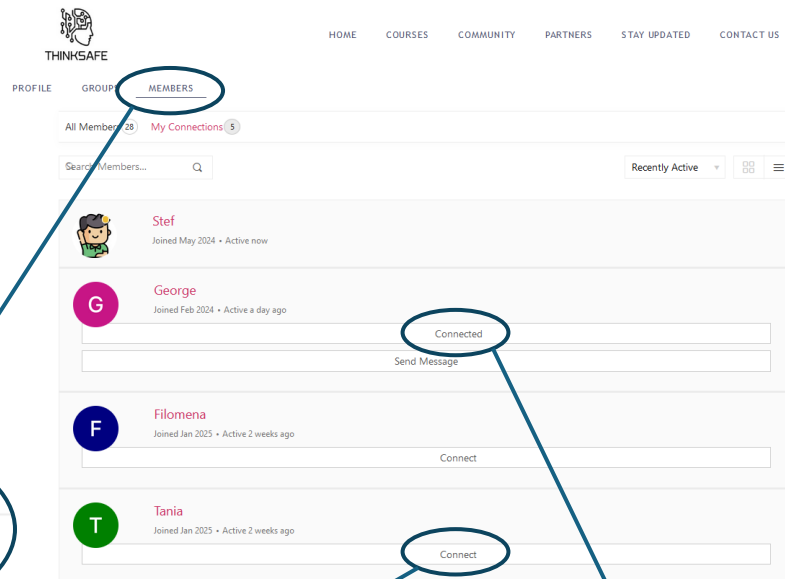 THINKSAFE
HOME COURSES COMMUNITY PARTNERS STAY UPDATED CONTACT US
PROFILE GROUPS MEMBERS
All Members 28 My Connections 5
Search Members...
Recently Active
Stef
Joined May 2024 • Active now
G
George
Joined Feb 2024 • Active a day ago
Connected
Send Message
F
Filomena
Joined Jan 2025 • Active 2 weeks ago
Connect
T
Tania
Joined Jan 2025 • Active 2 weeks ago
Connect